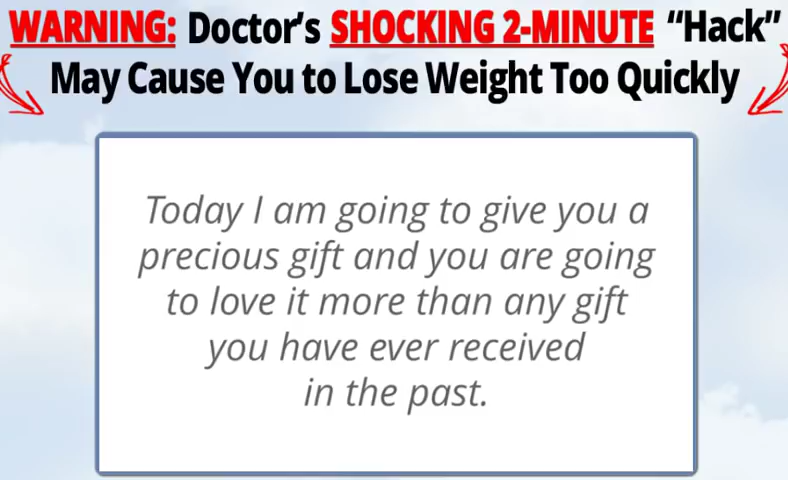 WARNING: Doctor's SHOCKING 2-MINUTE “Hack”
May Cause You to Lose Weight Too Quickly
Today I am going to give you a
precious gift and you are going
to love it more than any gift
you have ever received
in the past.